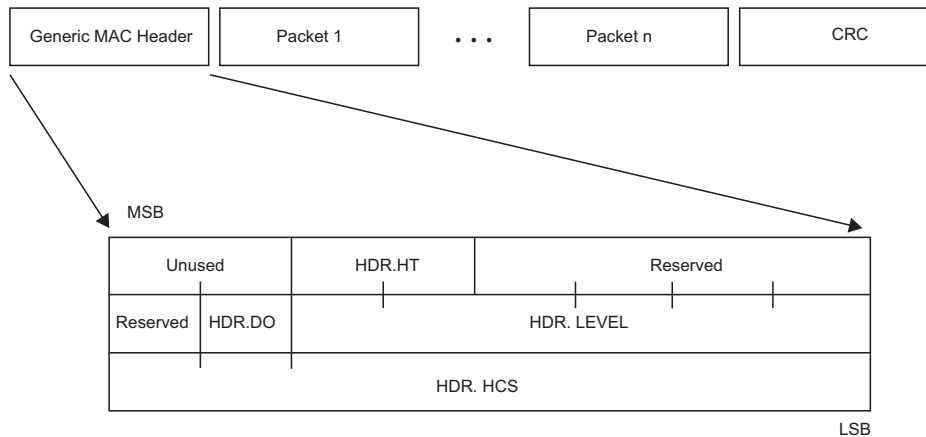 Generic MAC Header Packet 1 . . . Packet n CRC
MSB
Unused HDR.HT Reserved
Reserved HDR.DO HDR. LEVEL
HDR. HCS
LSB